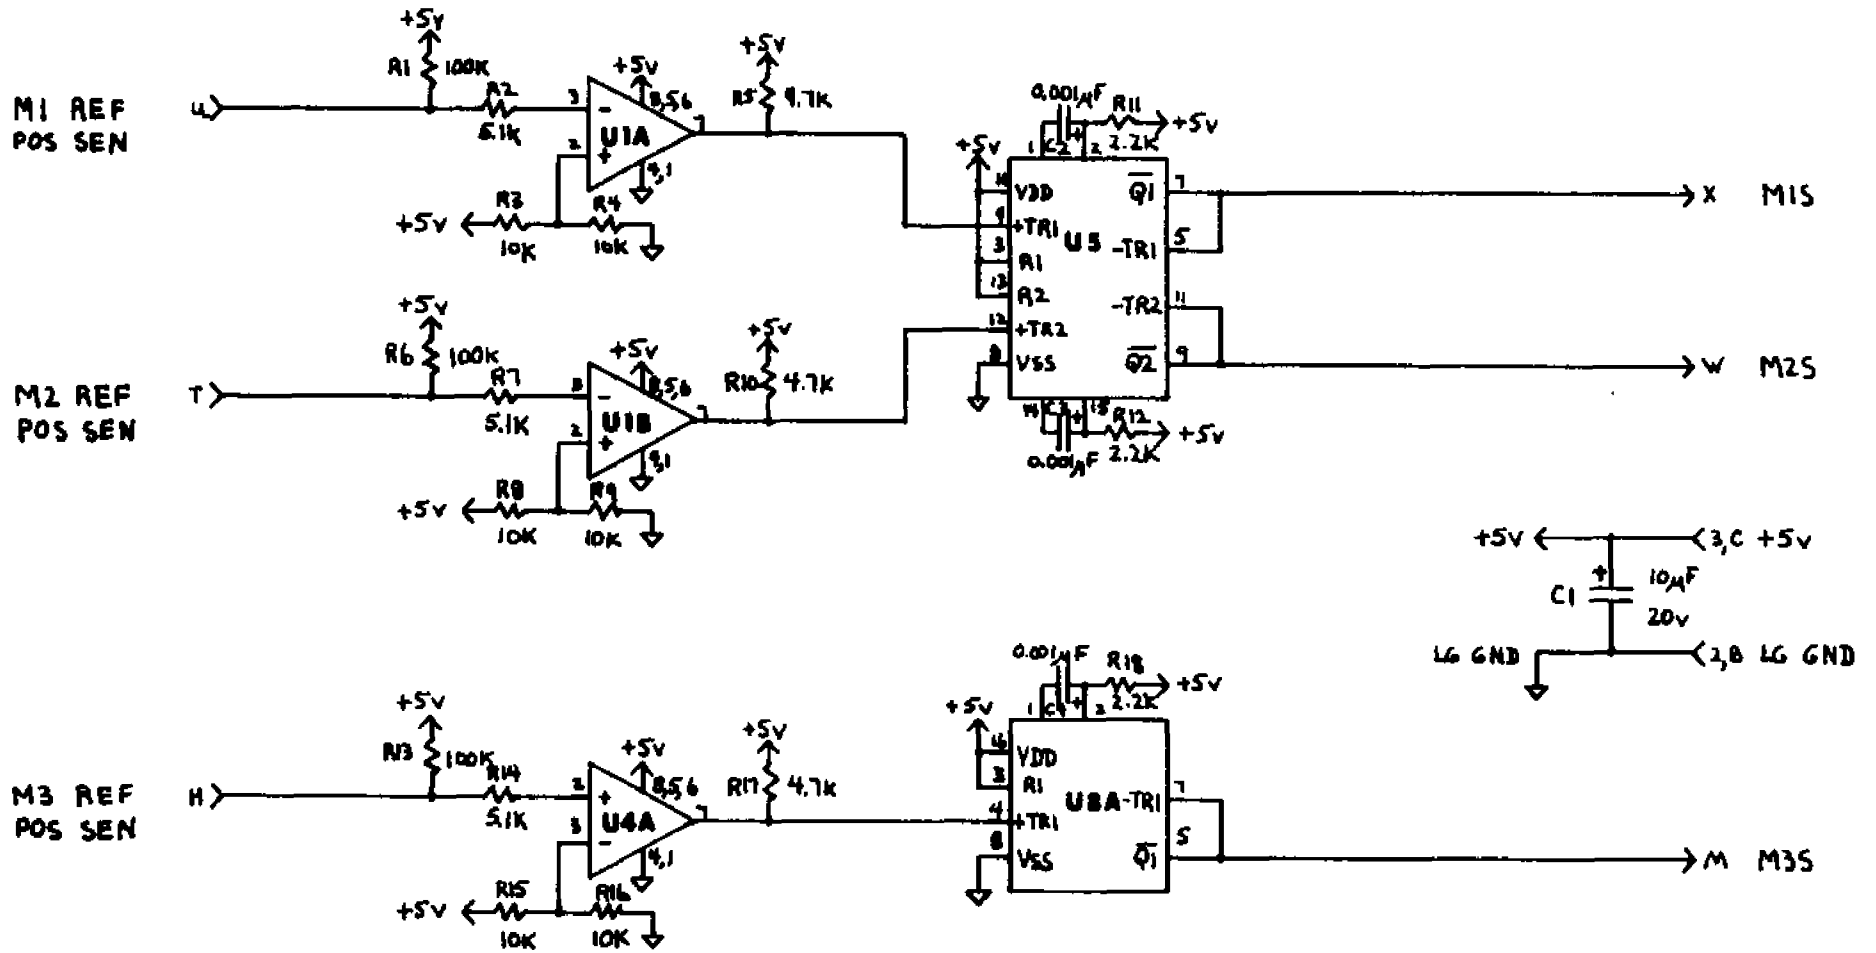 M1 REF
POS SEN
U
+5V
R1
100K
R2
5.1K
3
-
2
+
U1A
+5V
8,5,6
4,1
7
+5V
R3
10K
R4
10K
+5V
R5
4.7K
0.001µF
C2
+
1
2
R11
2.2K
+5V
+5V
16
VDD
4
+TR1
3
R1
13
R2
12
+TR2
8
VSS
U5
Q1
7
-TR1
5
-TR2
11
Q2
9
14
C3
+
15
0.001µF
R12
2.2K
+5V
X M1S
W M2S
M2 REF
POS SEN
T
+5V
R6
100K
R7
5.1K
3
-
2
+
U1B
+5V
8,5,6
4,1
7
+5V
R8
10K
R9
10K
+5V
R10
4.7K
+5V
3,C +5V
C1
+
10µF
20V
LG GND
2,B LG GND
M3 REF
POS SEN
H
+5V
R13
100K
R14
5.1K
2
+
3
-
U4A
+5V
8,5,6
4,1
7
+5V
R15
10K
R16
10K
+5V
R17
4.7K
0.001µF
C4
+
1
2
R18
2.2K
+5V
+5V
16
VDD
3
R1
4
+TR1
8
VSS
U8A
-TR1
7
Q1
5
M M3S